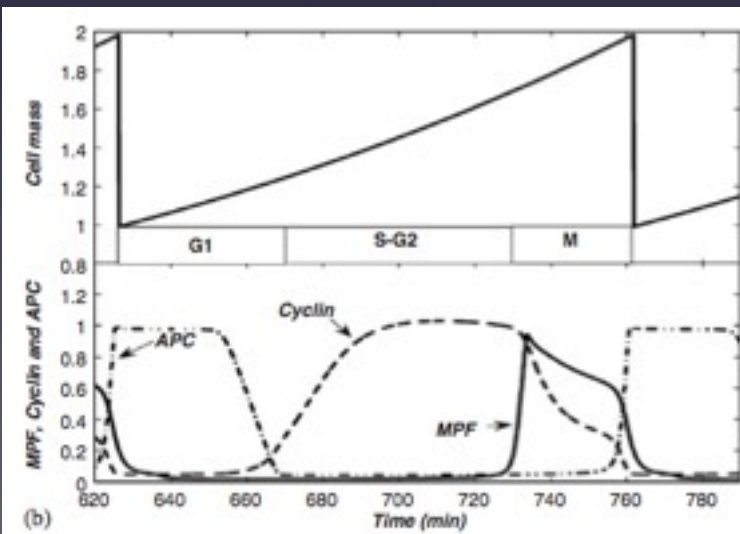 2
1.8
1.6
1.4
1.2
1
0.8
Cell mass
G1 S-G2 M
1.2
1
0.8
0.6
0.4
0.2
0
MPF, Cyclin and APC
Cyclin
APC
MPF
620 640 660 680 700 720 740 760 780
Time (min)
(b)